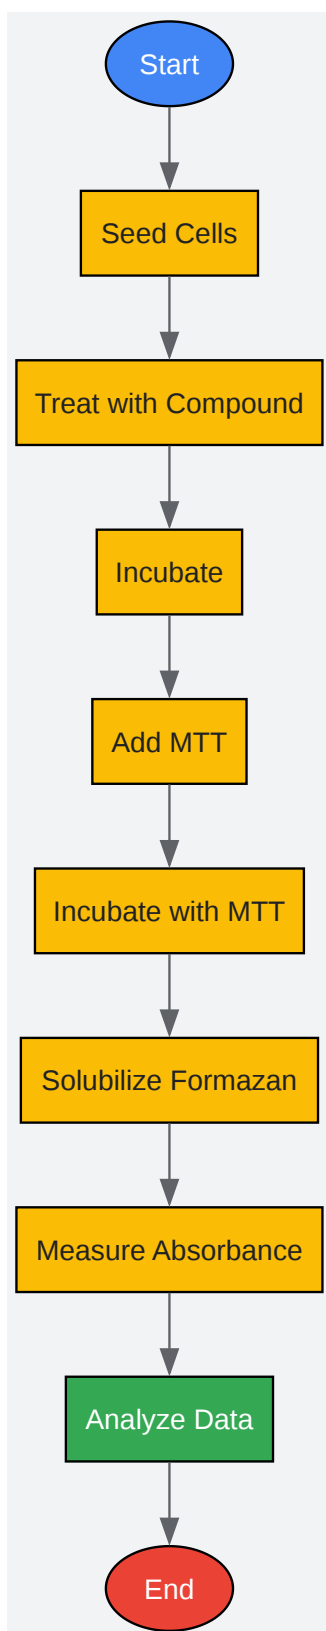 Start
Seed Cells
Treat with Compound
Incubate
Add MTT
Incubate with MTT
Solubilize Formazan
Measure Absorbance
Analyze Data
End